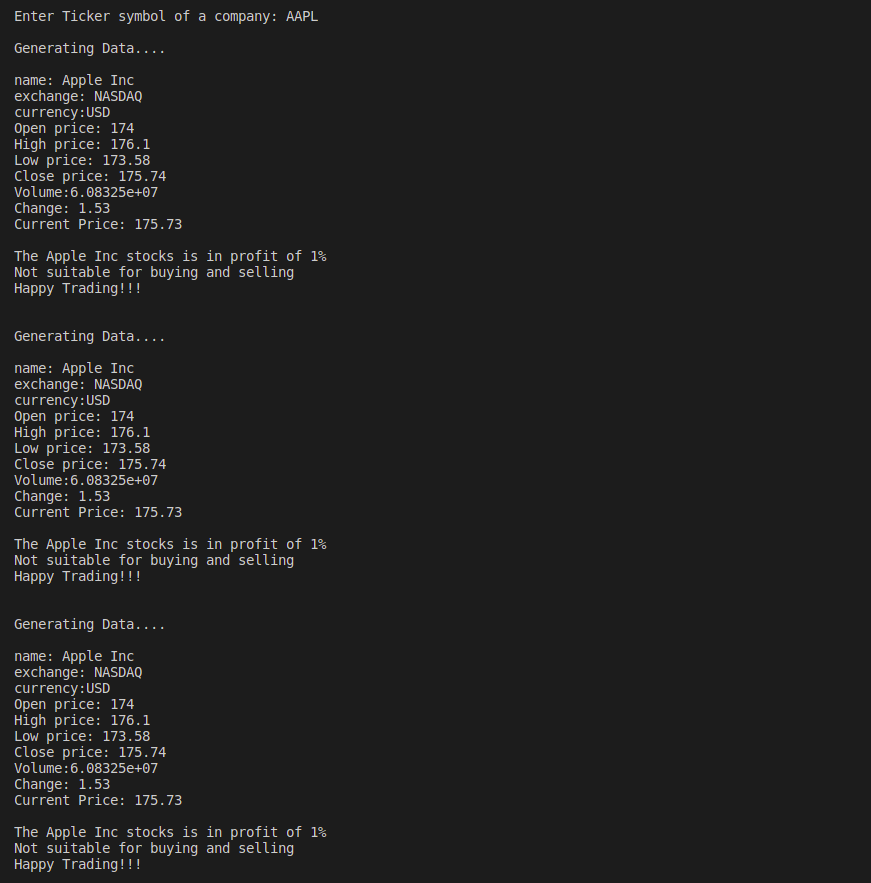 Enter Ticker symbol of a company: AAPL
Generating Data....
name: Apple Inc
exchange: NASDAQ
currency:USD
Open price: 174
High price: 176.1
Low price: 173.58
Close price: 175.74
Volume:6.08325e+07
Change: 1.53
Current Price: 175.73
The Apple Inc stocks is in profit of 1%
Not suitable for buying and selling
Happy Trading!!!
Generating Data....
name: Apple Inc
exchange: NASDAQ
currency:USD
Open price: 174
High price: 176.1
Low price: 173.58
Close price: 175.74
Volume:6.08325e+07
Change: 1.53
Current Price: 175.73
The Apple Inc stocks is in profit of 1%
Not suitable for buying and selling
Happy Trading!!!
Generating Data....
name: Apple Inc
exchange: NASDAQ
currency:USD
Open price: 174
High price: 176.1
Low price: 173.58
Close price: 175.74
Volume:6.08325e+07
Change: 1.53
Current Price: 175.73
The Apple Inc stocks is in profit of 1%
Not suitable for buying and selling
Happy Trading!!!